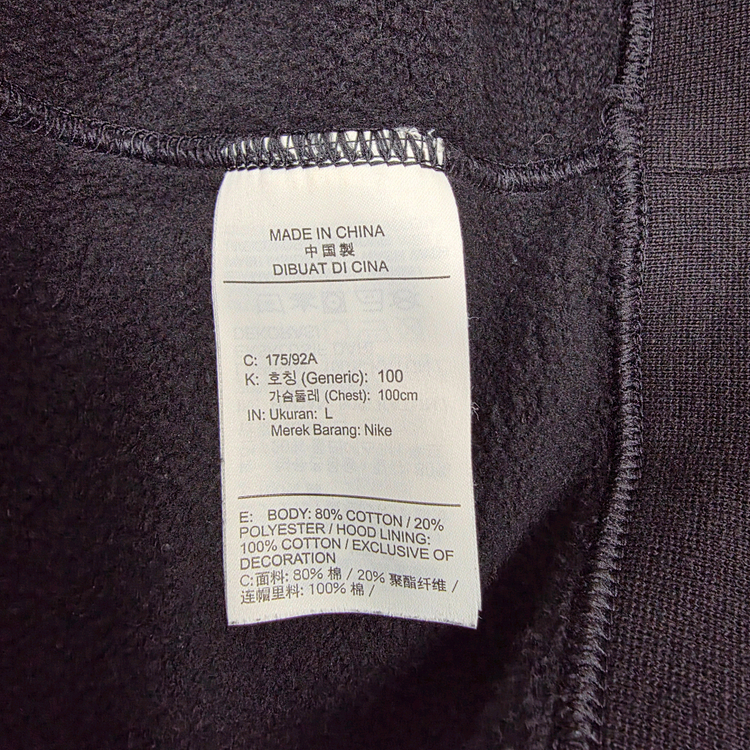 MADE IN CHINA
中国製
DIBUAT DI CINA
C: 175/92A
K: 호칭 (Generic): 100
가슴둘레 (Chest): 100cm
IN: Ukuran: L
Merek Barang: Nike
E: BODY: 80% COTTON / 20%
POLYESTER / HOOD LINING:
100% COTTON / EXCLUSIVE OF
DECORATION
C:面料: 80% 棉 / 20% 聚酯纤维 /
连帽里料: 100% 棉 /